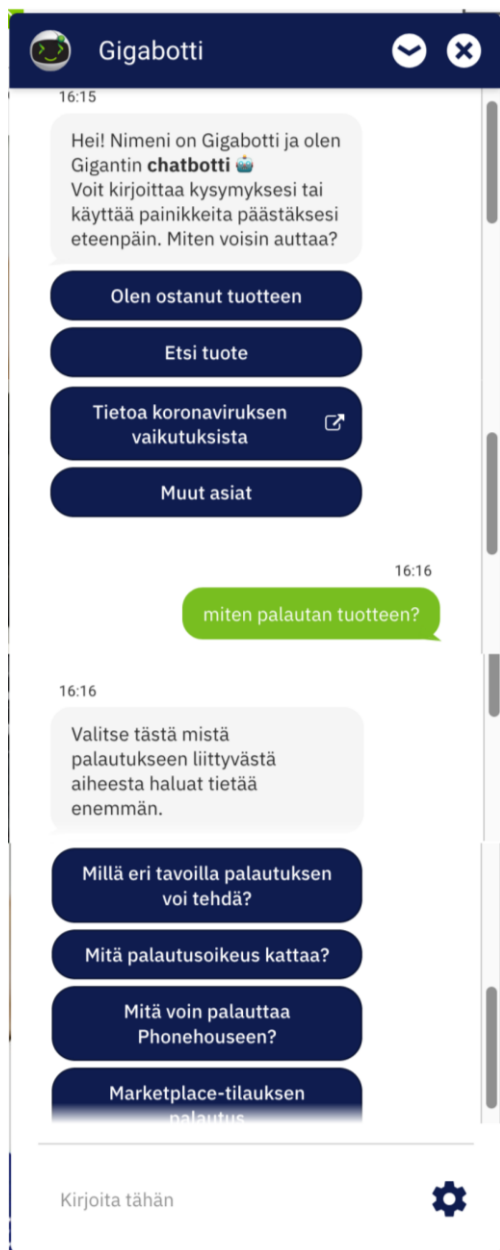 Gigabotti
16:15
Hei! Nimeni on Gigabotti ja olen
Gigantin chatbotti
Voit kirjoittaa kysymyksesi tai
käyttää painikkeita päästäksesi
eteenpäin. Miten voisin auttaa?
Olen ostanut tuotteen
Etsi tuote
Tietoa koronaviruksen
vaikutuksista
Muut asiat
16:16
miten palautan tuotteen?
16:16
Valitse tästä mistä
palautukseen liittyvästä
aiheesta haluat tietää
enemmän.
Millä eri tavoilla palautuksen
voi tehdä?
Mitä palautusoikeus kattaa?
Mitä voin palauttaa
Phonehouseen?
Marketplace-tilauksen
palautus
Kirjoita tähän